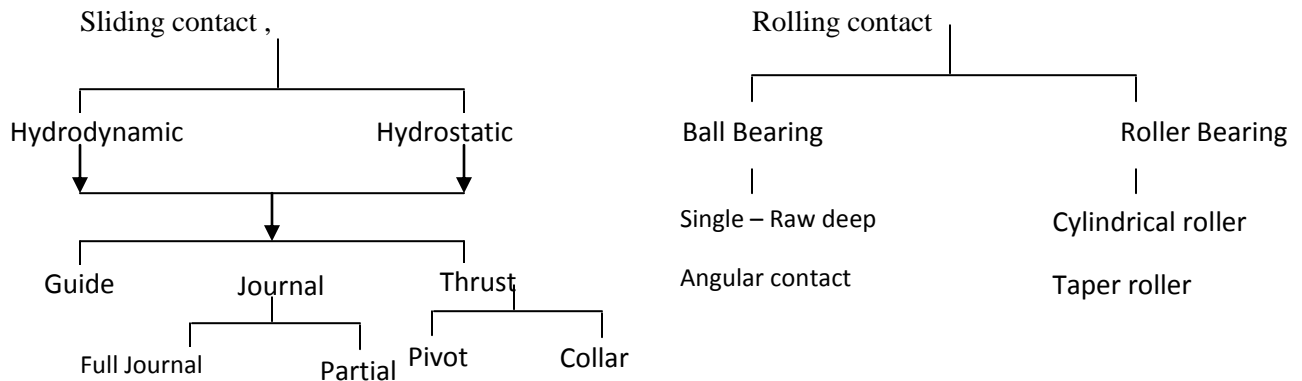 Sliding contact ,
Rolling contact
Hydrodynamic
Hydrostatic
Ball Bearing
Roller Bearing
Single – Raw deep
Cylindrical roller
Guide
Journal
Thrust
Angular contact
Taper roller
Full Journal
Partial
Pivot
Collar